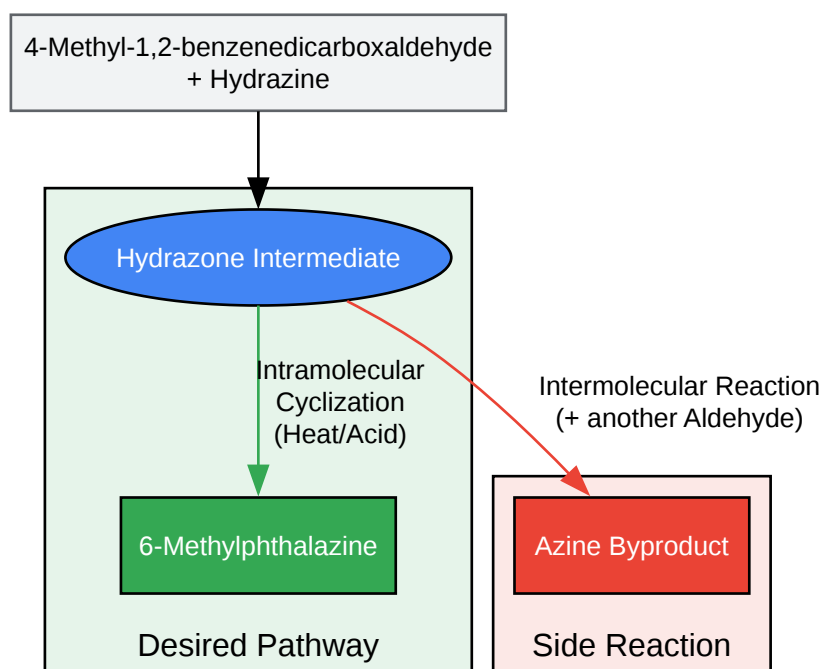 4-Methyl-1,2-benzenedicarboxaldehyde
+ Hydrazine
Hydrazone Intermediate
Intramolecular
Cyclization
(Heat/Acid)
Intermolecular Reaction
(+ another Aldehyde)
6-Methylphthalazine
Azine Byproduct
Desired Pathway
Side Reaction